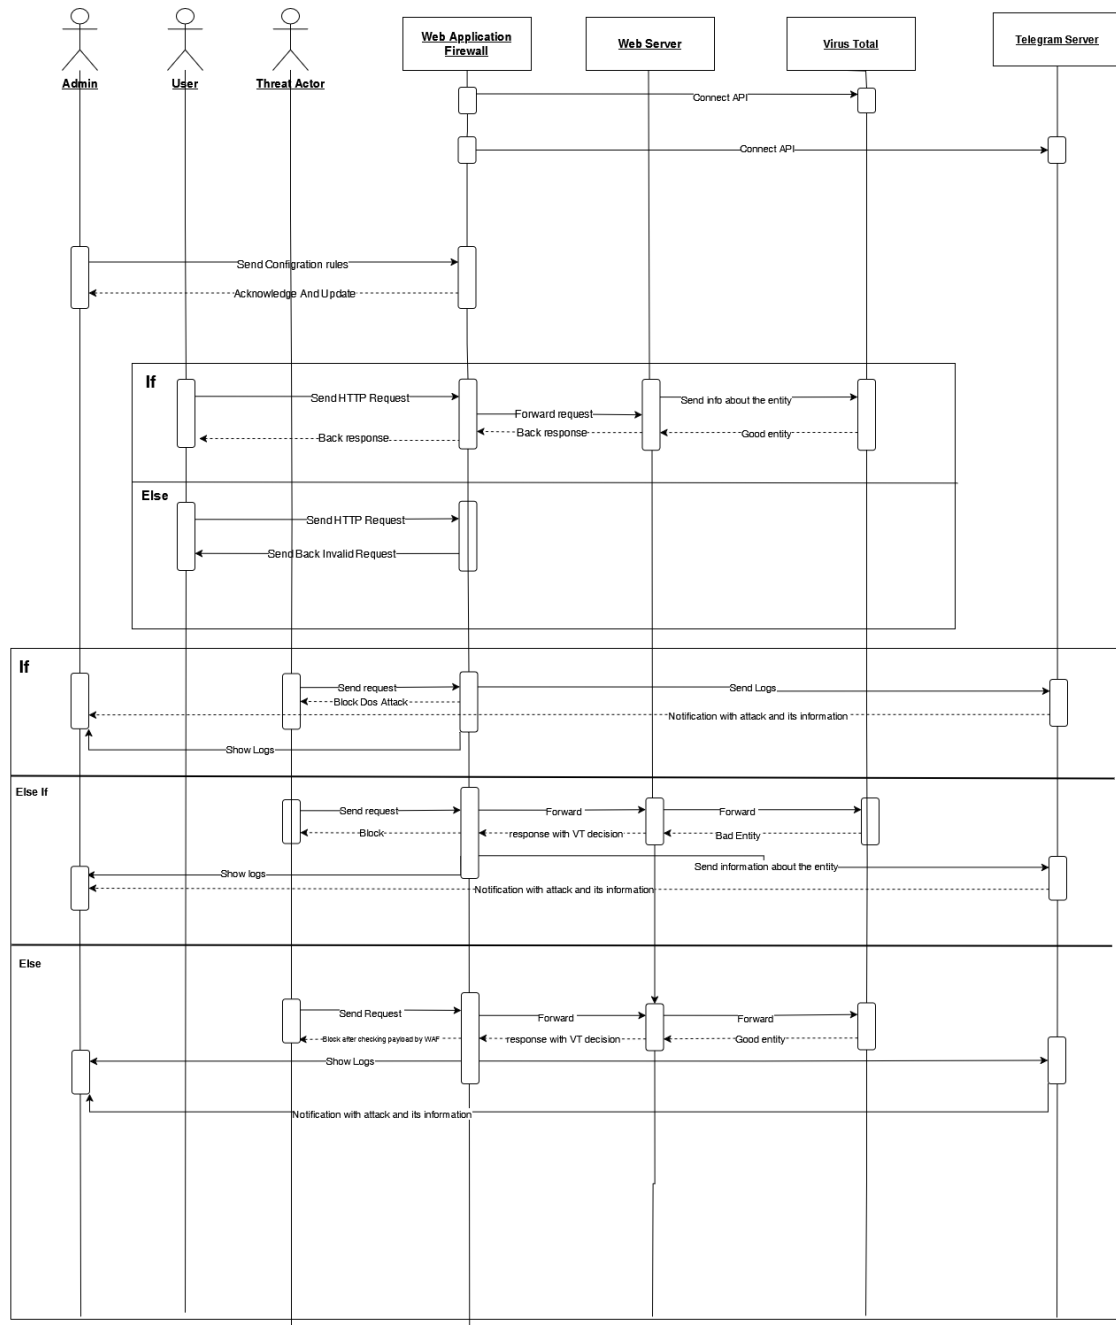 Admin
User
Threat Actor
Web Application
Firewall
Web Server
Virus Total
Telegram Server
Connect API
Connect API
Send Configration rules
Acknowledge And Update
If
Send HTTP Request
Forward request
Send info about the entity
Back response
Back response
Good entity
Else
Send HTTP Request
Send Back Invalid Request
If
Send request
Send Logs
Block Dos Attack
Notification with attack and its information
Show Logs
Else If
Send request
Forward
Forward
Block
response with VT decision
Bad Entity
Show logs
Send information about the entity
Notification with attack and its information
Else
Send Request
Forward
Forward
Block after checking payload by WAF
response with VT decision
Good entity
Show Logs
Notification with attack and its information